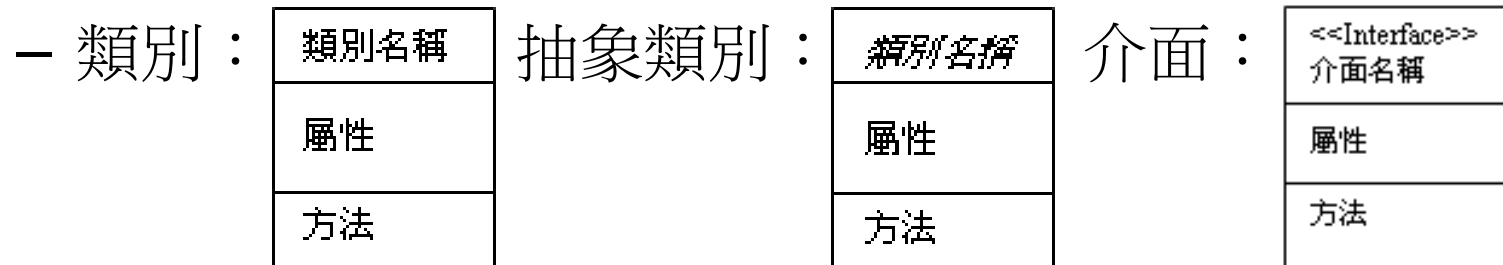 – 類別： 類別名稱 抽象類別： 類別名稱 介面： <<Interface>>
介面名稱
屬性 屬性 屬性
方法 方法 方法